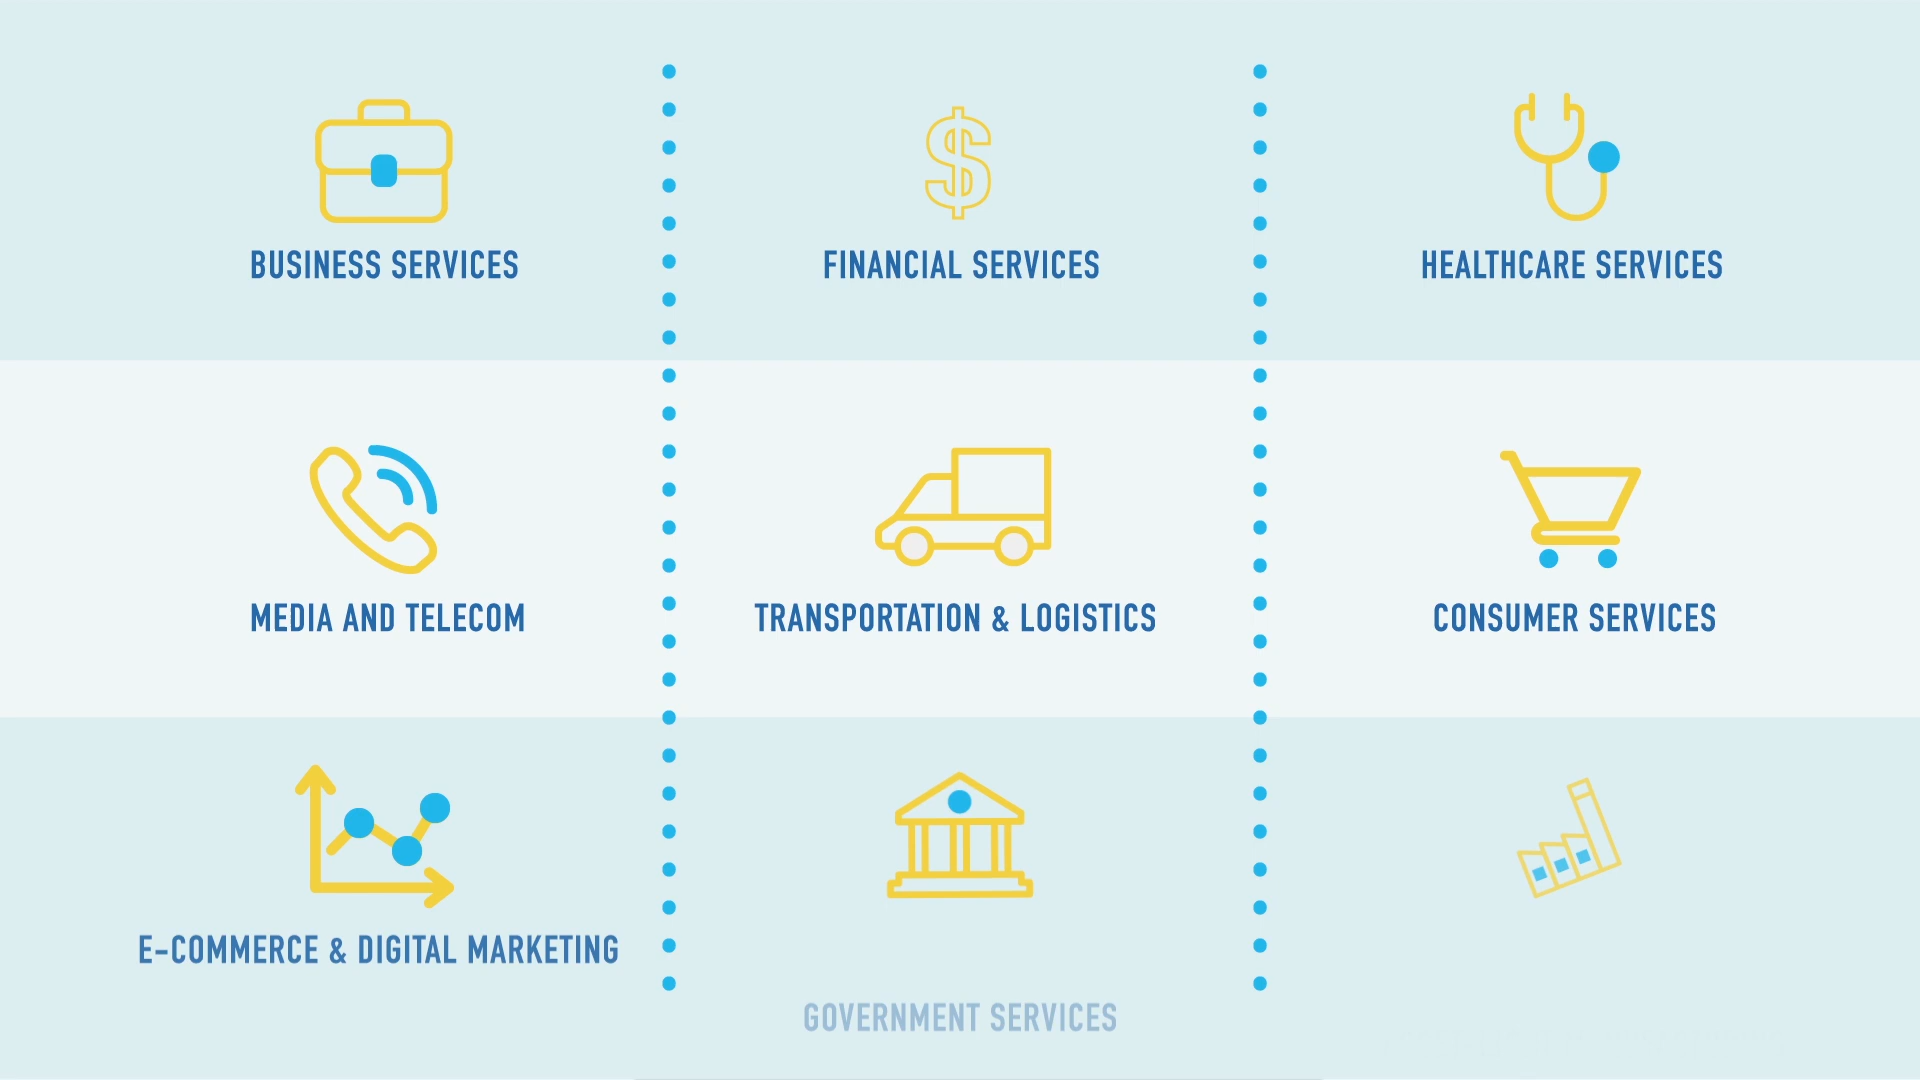 BUSINESS SERVICES
FINANCIAL SERVICES
HEALTHCARE SERVICES
MEDIA AND TELECOM
TRANSPORTATION & LOGISTICS
CONSUMER SERVICES
E-COMMERCE & DIGITAL MARKETING
GOVERNMENT SERVICES